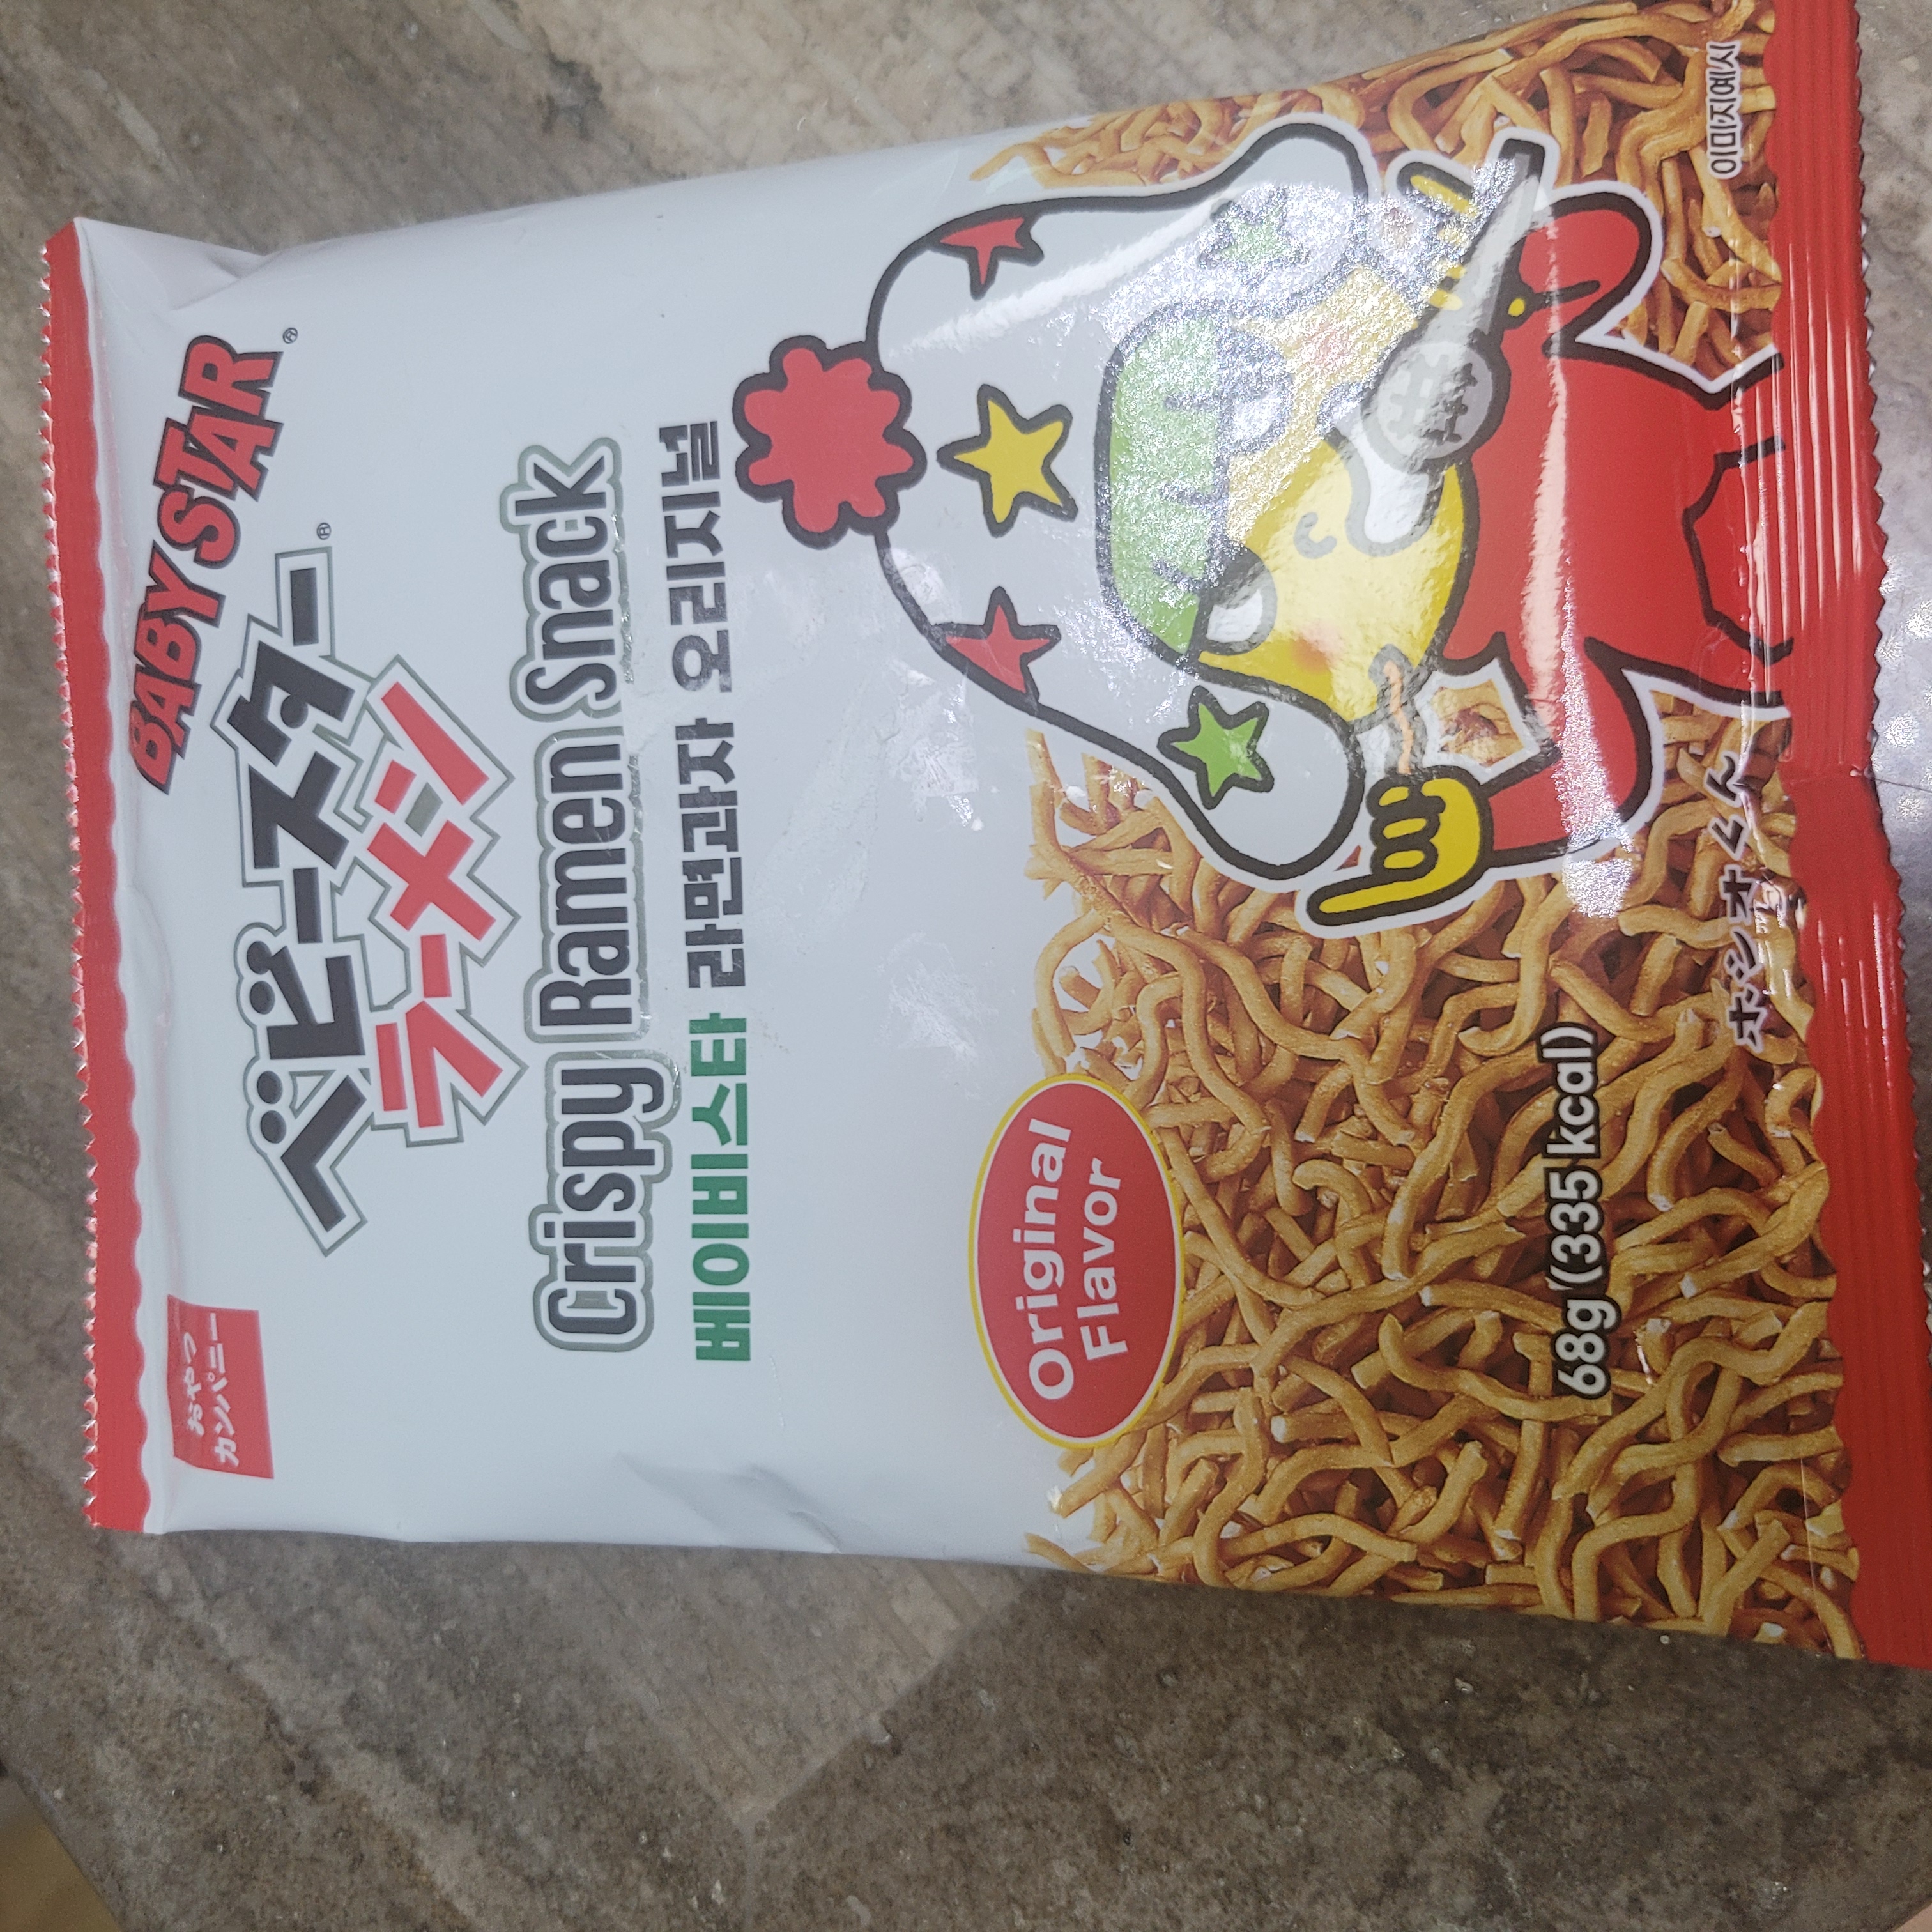 おやつ
カンパニー
BABY STAR®
ベビースター®
ラーメン
Crispy Ramen Snack
베이비스타 라면과자 오리지널
Original
Flavor
68g (335 kcal)
ホシオくん
이미지예시